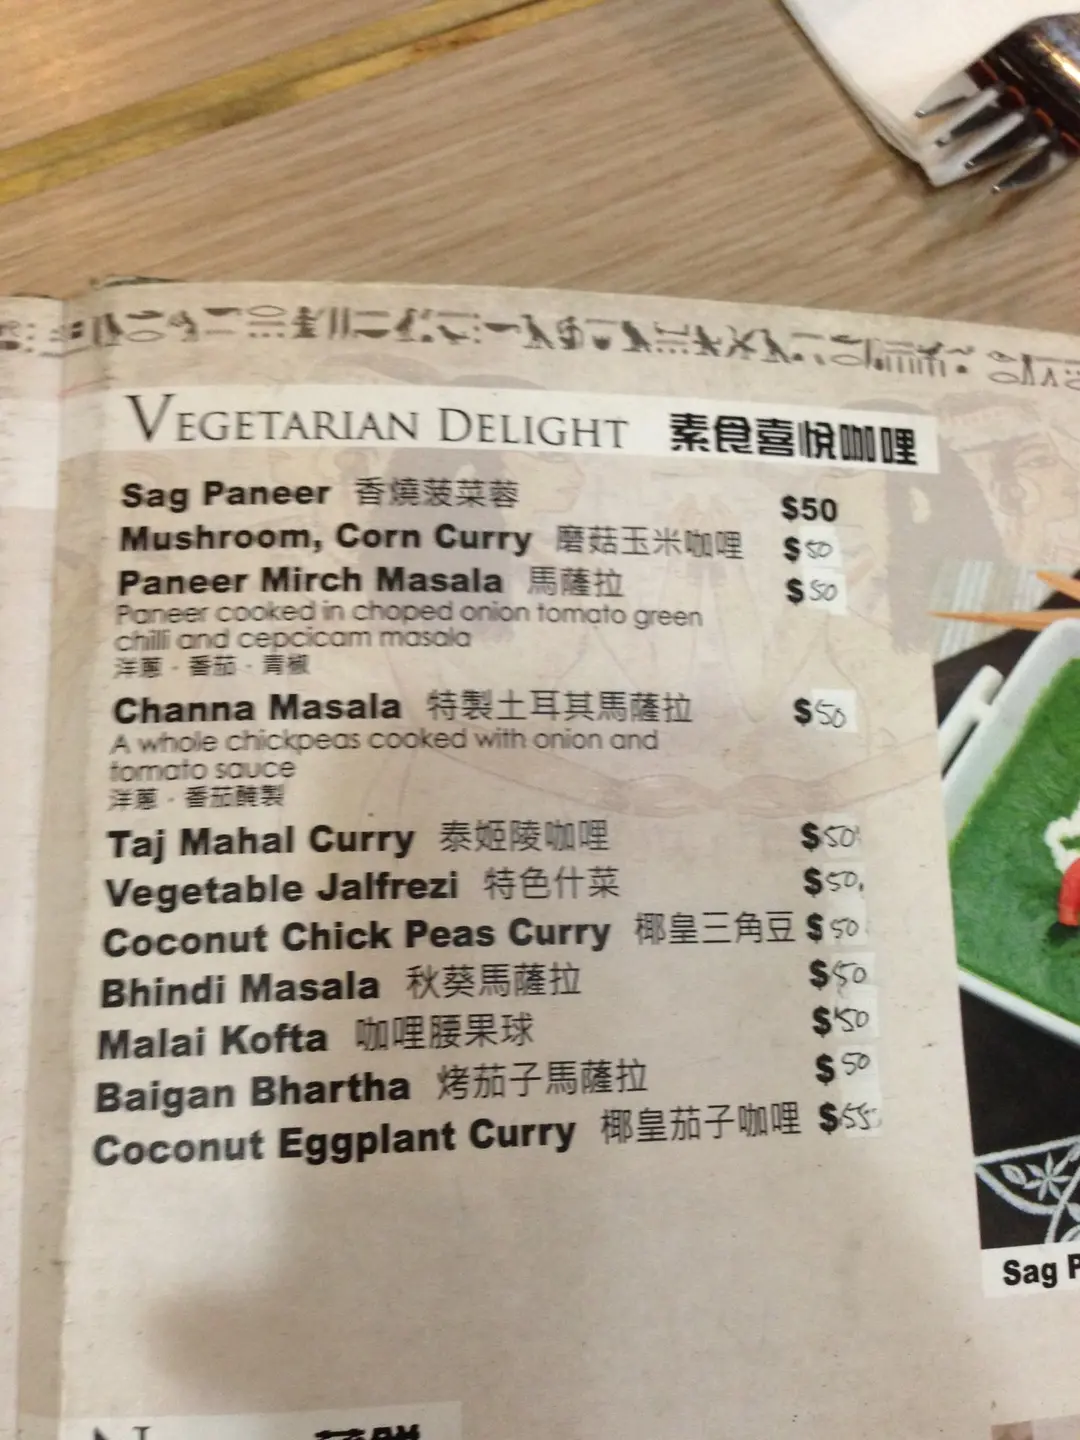 VEGETARIAN DELIGHT 素食喜悅咖哩
Sag Paneer 香燒菠菜蓉 $50
Mushroom, Corn Curry 磨菇玉米咖哩 $50
Paneer Mirch Masala 馬薩拉 $50
Paneer cooked in choped onion tomato green
chilli and cepcicam masala
洋蔥﹒番茄﹒青椒
Channa Masala 特製土耳其馬薩拉 $50
A whole chickpeas cooked with onion and
tomato sauce
洋蔥﹒番茄醃製
Taj Mahal Curry 泰姬陵咖哩 $50
Vegetable Jalfrezi 特色什菜 $50
Coconut Chick Peas Curry 椰皇三角豆 $50
Bhindi Masala 秋葵馬薩拉 $50
Malai Kofta 咖哩腰果球 $50
Baigan Bhartha 烤茄子馬薩拉 $50
Coconut Eggplant Curry 椰皇茄子咖哩 $55
Sag P